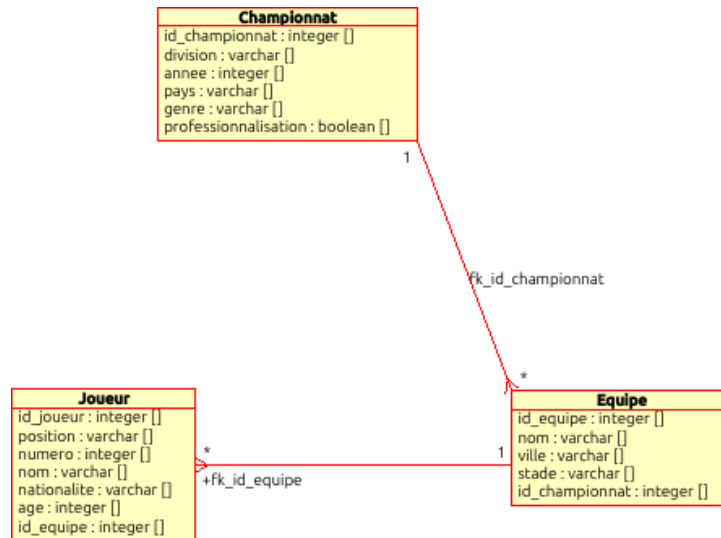 Championnat
id_championnat : integer []
division : varchar []
annee : integer []
pays : varchar []
genre : varchar []
professionnalisation : boolean []
1
fk_id_championnat
*
Joueur
id_joueur : integer []
position : varchar []
numero : integer []
nom : varchar []
nationalite : varchar []
age : integer []
id_equipe : integer []
*
+fk_id_equipe
1
Equipe
id_equipe : integer []
nom : varchar []
ville : varchar []
stade : varchar []
id_championnat : integer []